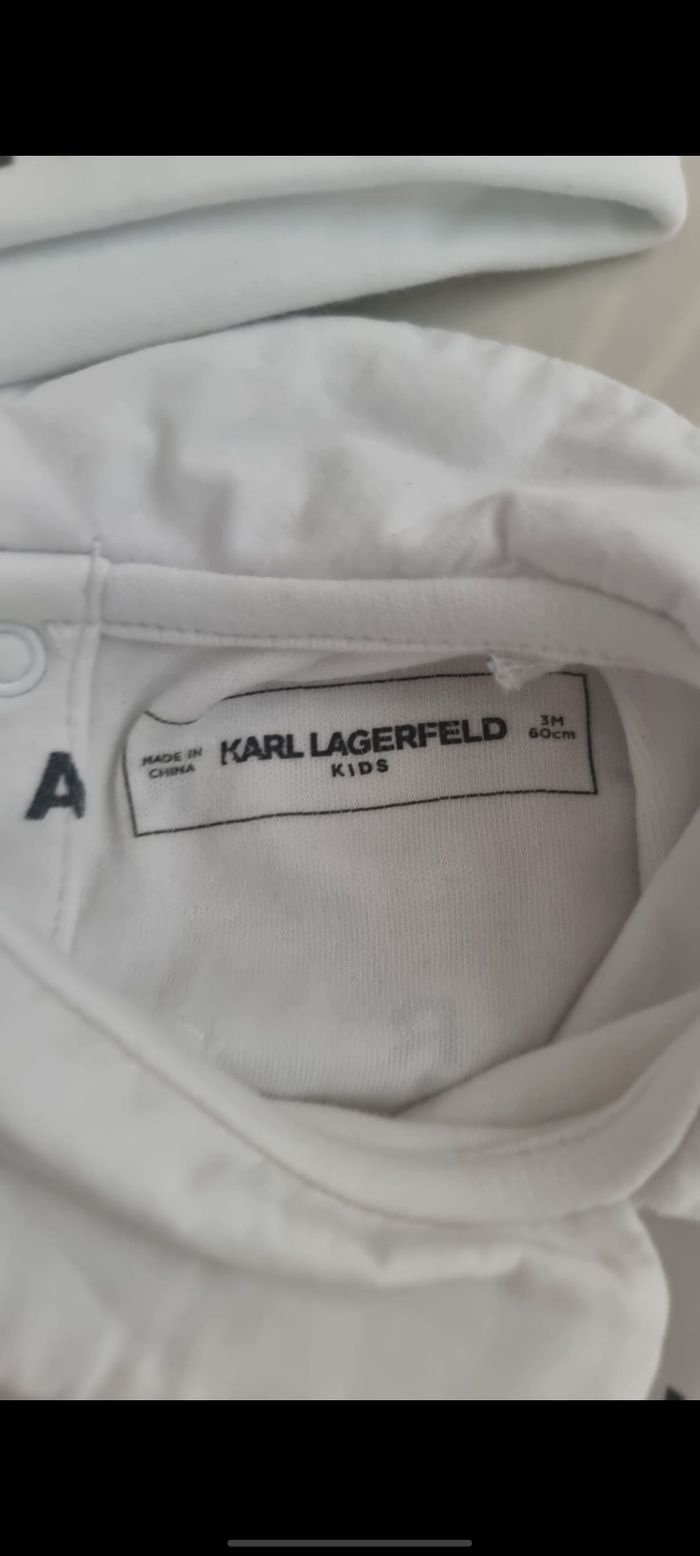 MADE IN
CHINA
KARL LAGERFELD
KIDS
3M
60cm
A